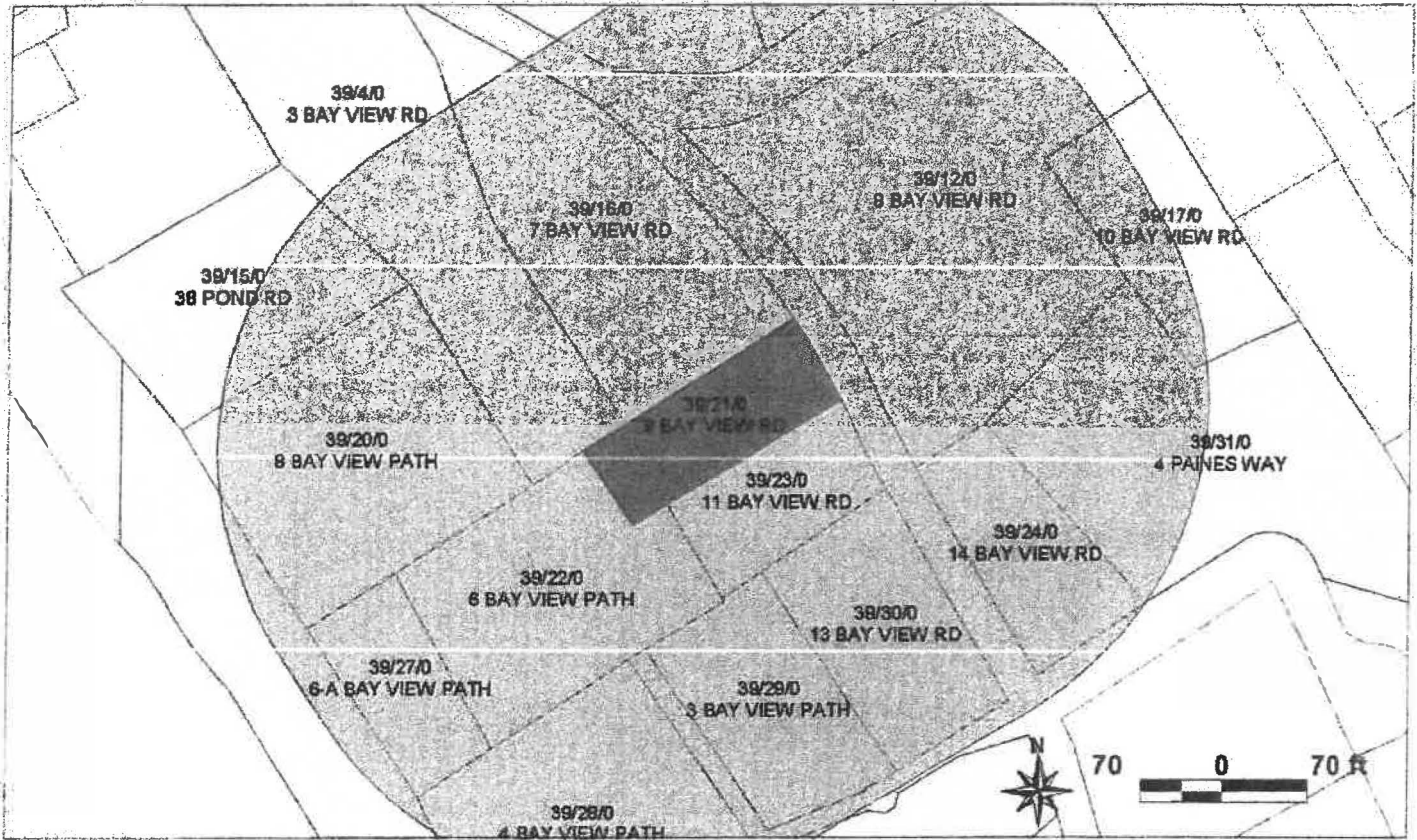 39/4/0
3 BAY VIEW RD
39/12/0
9 BAY VIEW RD
39/16/0
7 BAY VIEW RD
39/17/0
10 BAY VIEW RD
39/15/0
38 POND RD
39/21/0
BAY VIEW RD
39/20/0
8 BAY VIEW PATH
39/31/0
4 PAINES WAY
39/23/0
11 BAY VIEW RD
39/24/0
14 BAY VIEW RD
39/22/0
6 BAY VIEW PATH
39/30/0
13 BAY VIEW RD
39/27/0
6-A BAY VIEW PATH
39/29/0
3 BAY VIEW PATH
N
70 0 70 ft
39/28/0
4 BAY VIEW PATH